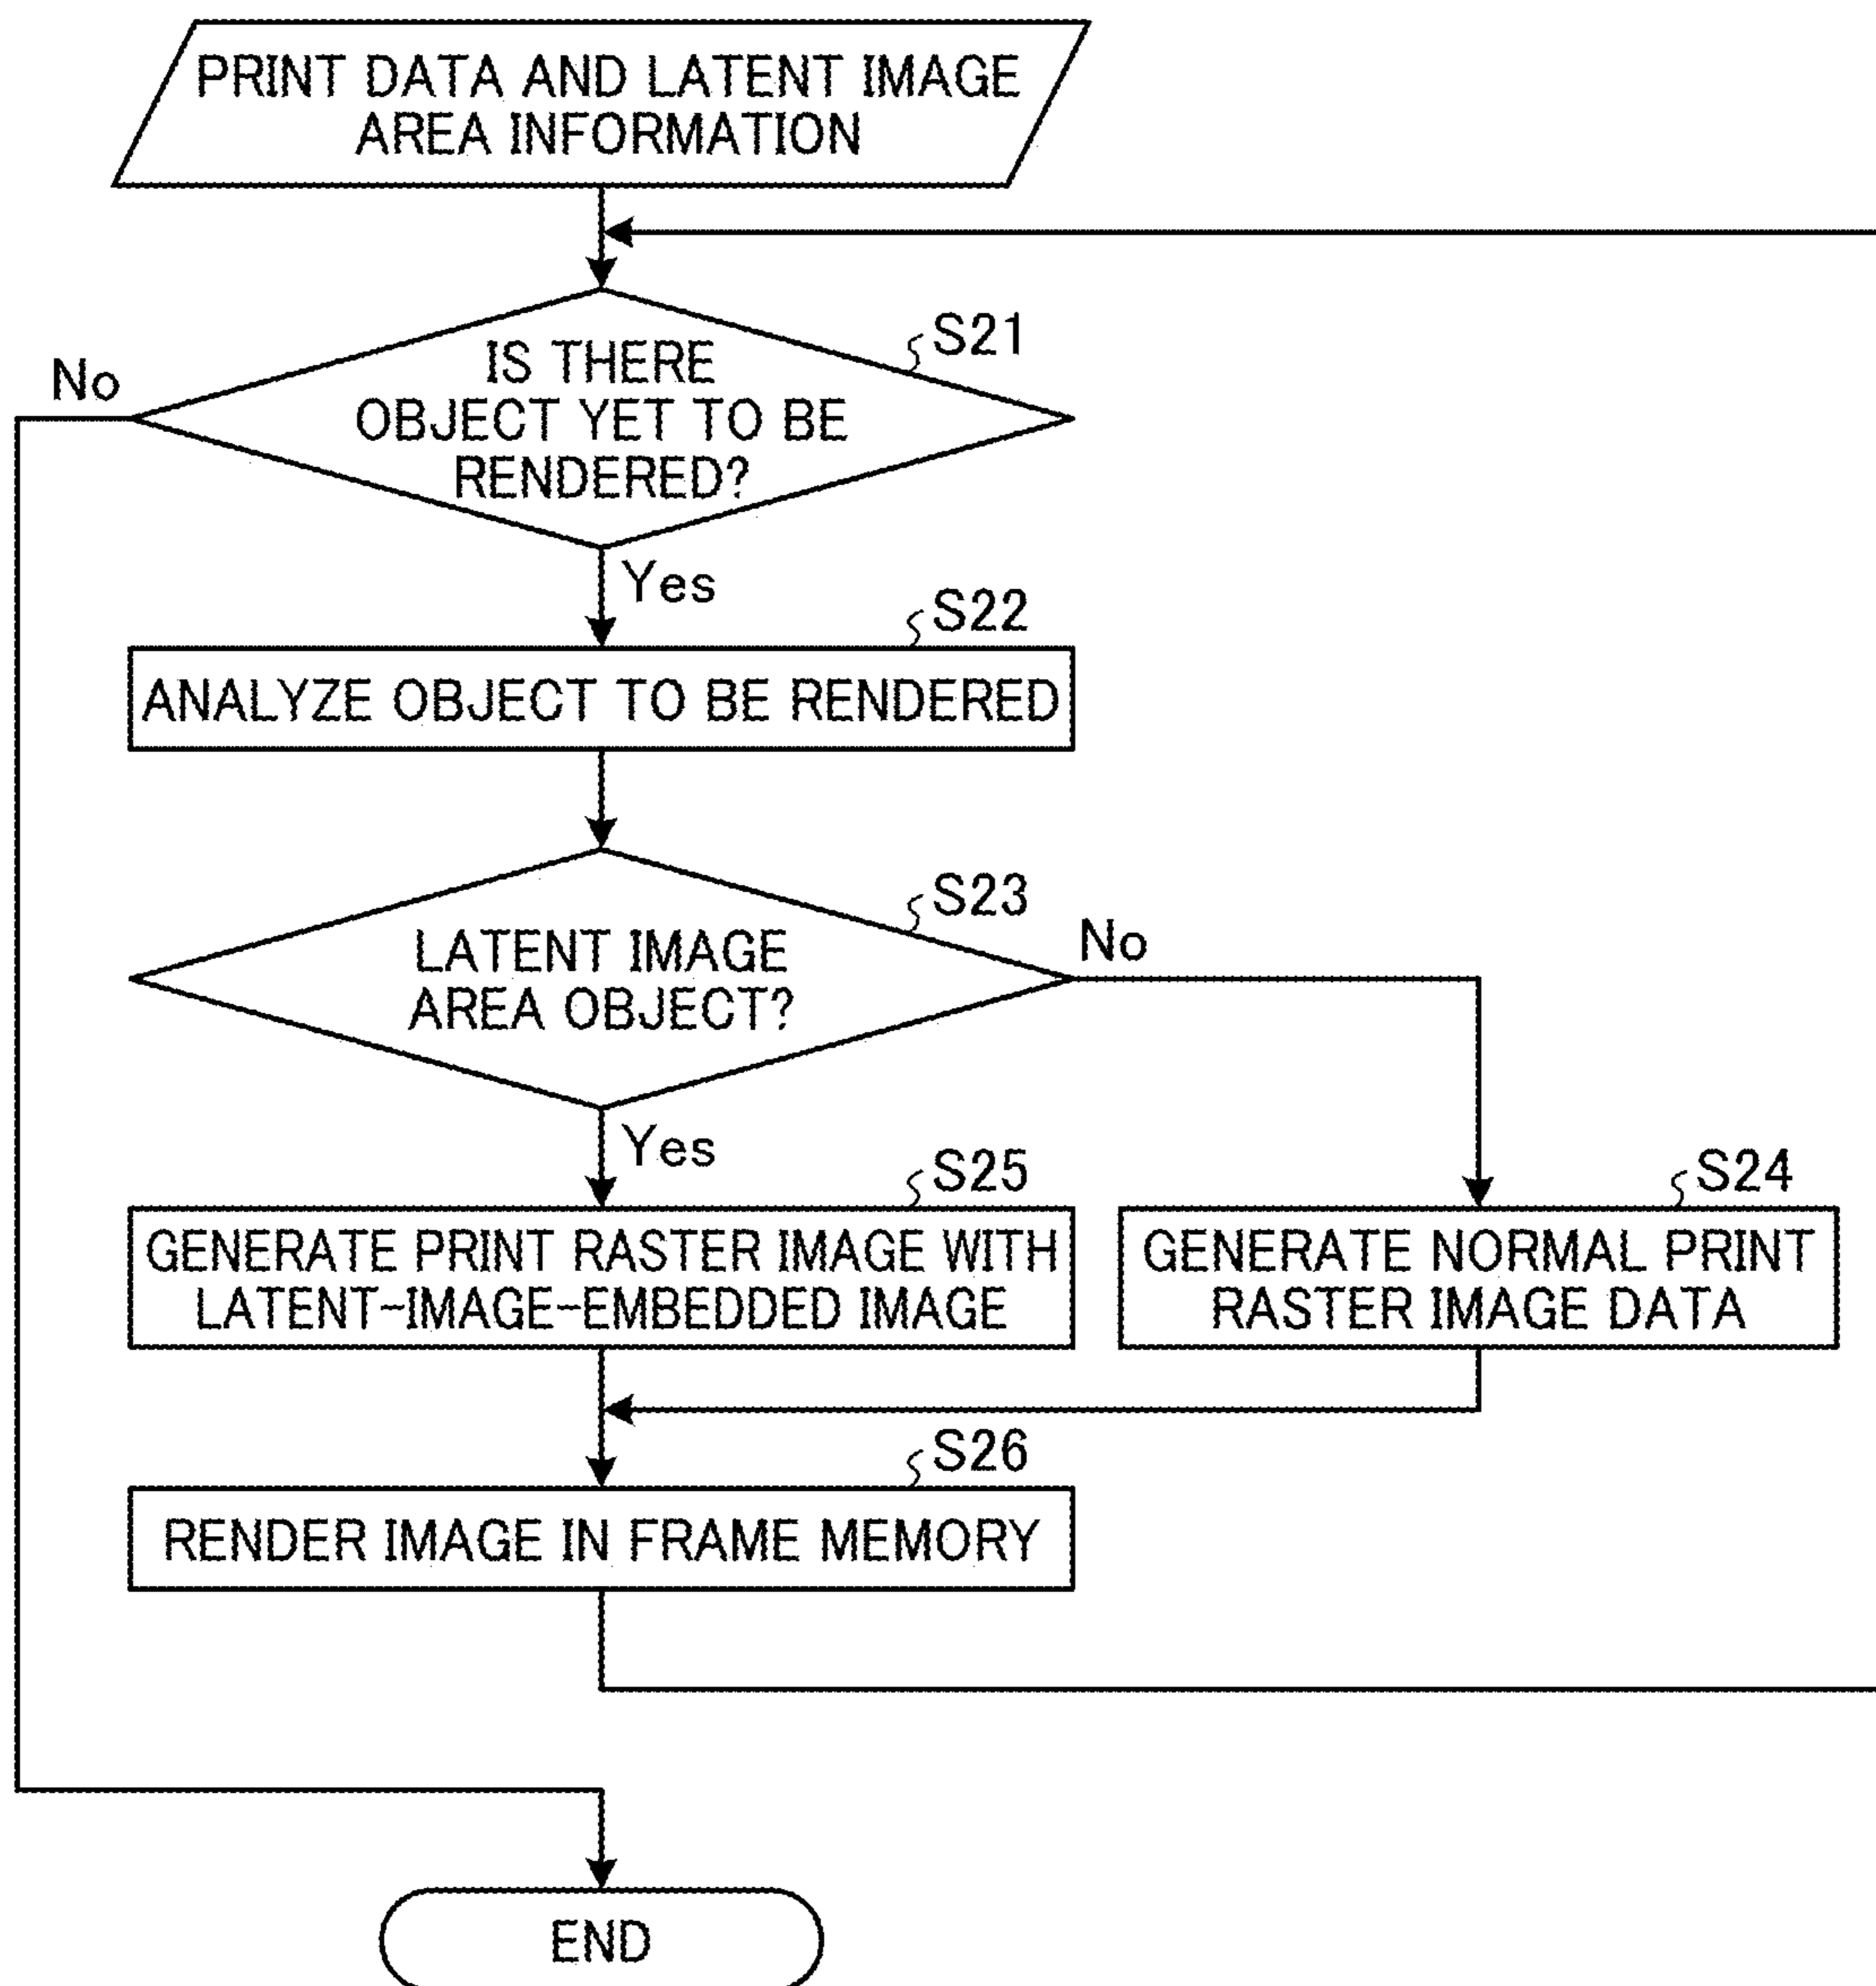 PRINT DATA AND LATENT IMAGE
AREA INFORMATION
S21
No
IS THERE
OBJECT YET TO BE
RENDERED?
Yes
S22
ANALYZE OBJECT TO BE RENDERED
S23
LATENT IMAGE
AREA OBJECT?
No
Yes
S25
GENERATE PRINT RASTER IMAGE WITH
LATENT-IMAGE-EMBEDDED IMAGE
S24
GENERATE NORMAL PRINT
RASTER IMAGE DATA
S26
RENDER IMAGE IN FRAME MEMORY
END